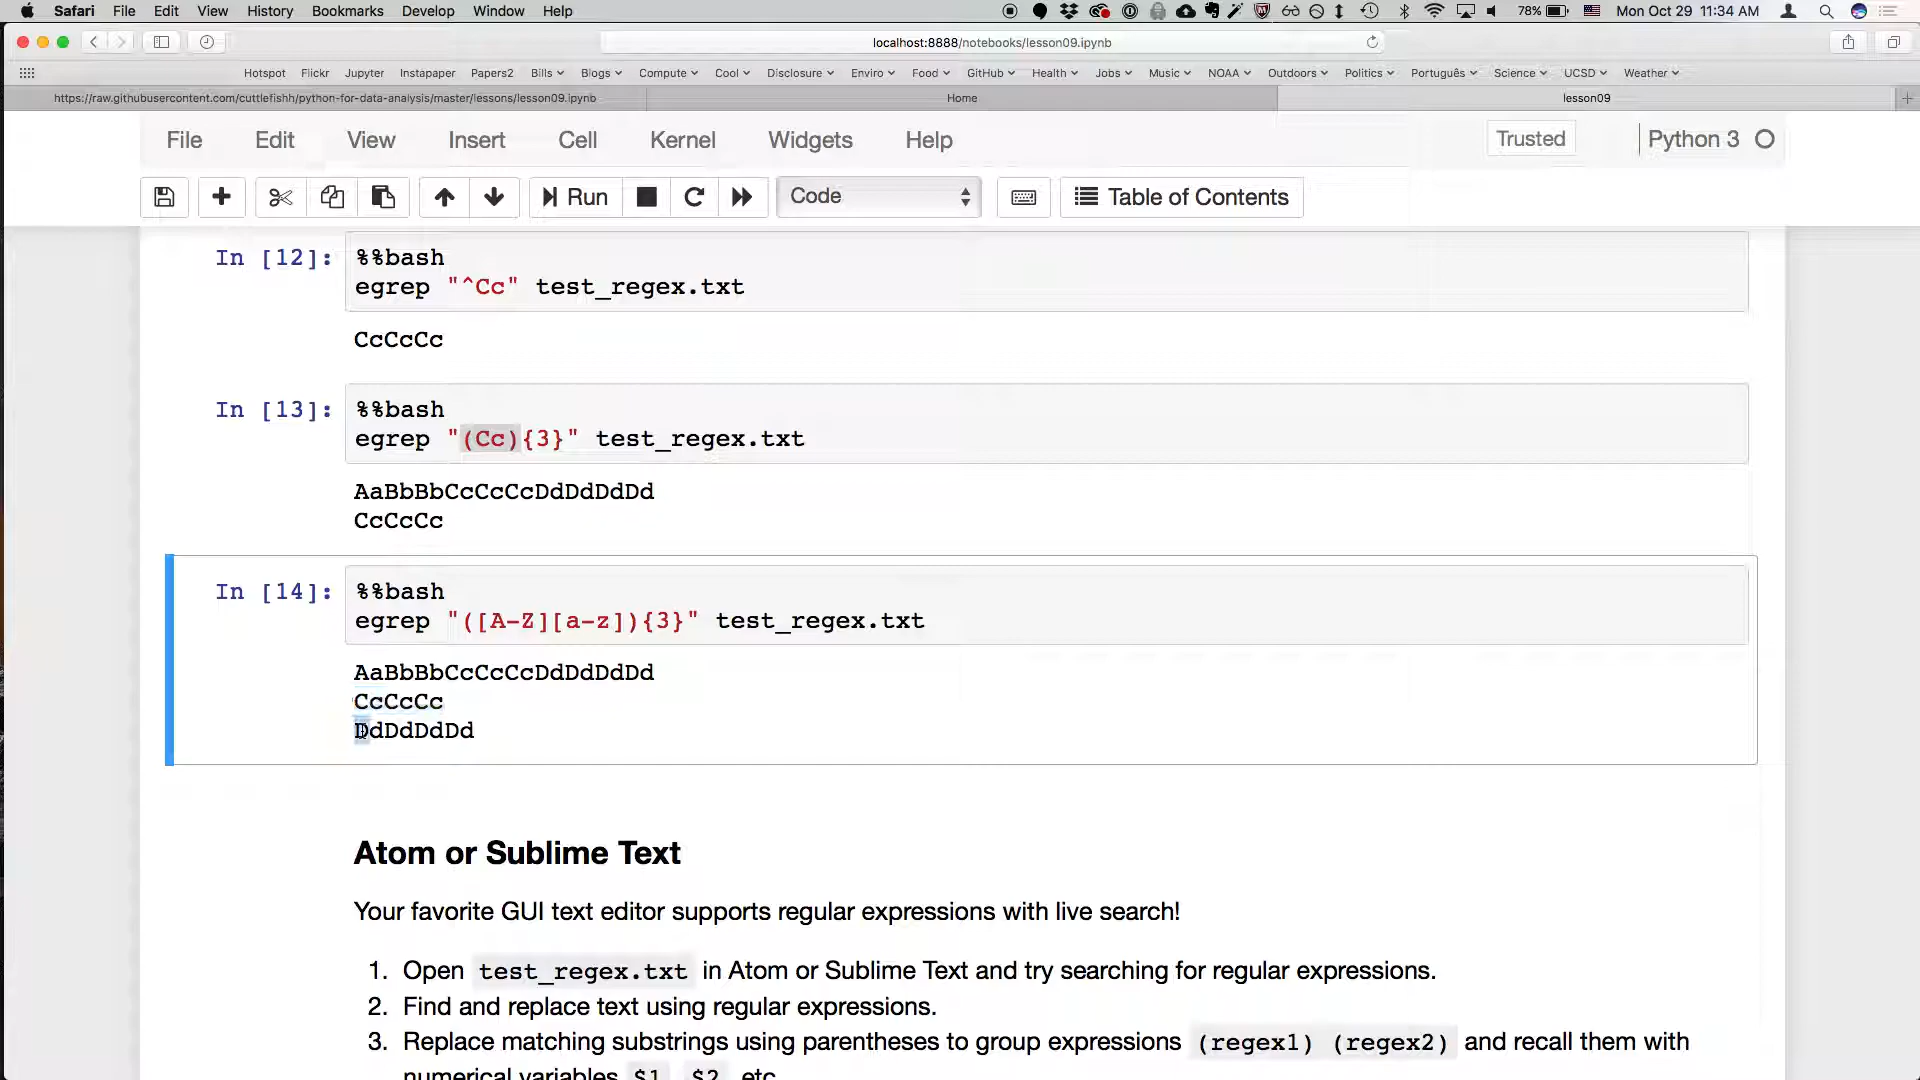 Safari File Edit View History Bookmarks Develop Window Help 78% Mon Oct 29 11:34 AM
localhost:8888/notebooks/lesson09.ipynb
Hotspot Flickr Jupyter Instapaper Papers2 Bills Blogs Compute Cool Disclosure Enviro Food GitHub Health Jobs Music NOAA Outdoors Politics Português Science UCSD Weather
https://raw.githubusercontent.com/cuttlefishh/python-for-data-analysis/master/lessons/lesson09.ipynb Home lesson09
File Edit View Insert Cell Kernel Widgets Help Trusted Python 3
Run Code Table of Contents
In [12]: %%bash
egrep "^Cc" test_regex.txt
CcCcCc
In [13]: %%bash
egrep "(Cc){3}" test_regex.txt
AaBbBbCcCcCcDdDdDdDd
CcCcCc
In [14]: %%bash
egrep "([A-Z][a-z]){3}" test_regex.txt
AaBbBbCcCcCcDdDdDdDd
CcCcCc
DdDdDdDd
Atom or Sublime Text
Your favorite GUI text editor supports regular expressions with live search!
1. Open test_regex.txt in Atom or Sublime Text and try searching for regular expressions.
2. Find and replace text using regular expressions.
3. Replace matching substrings using parentheses to group expressions (regex1) (regex2) and recall them with
numerical variables $1, $2, etc.